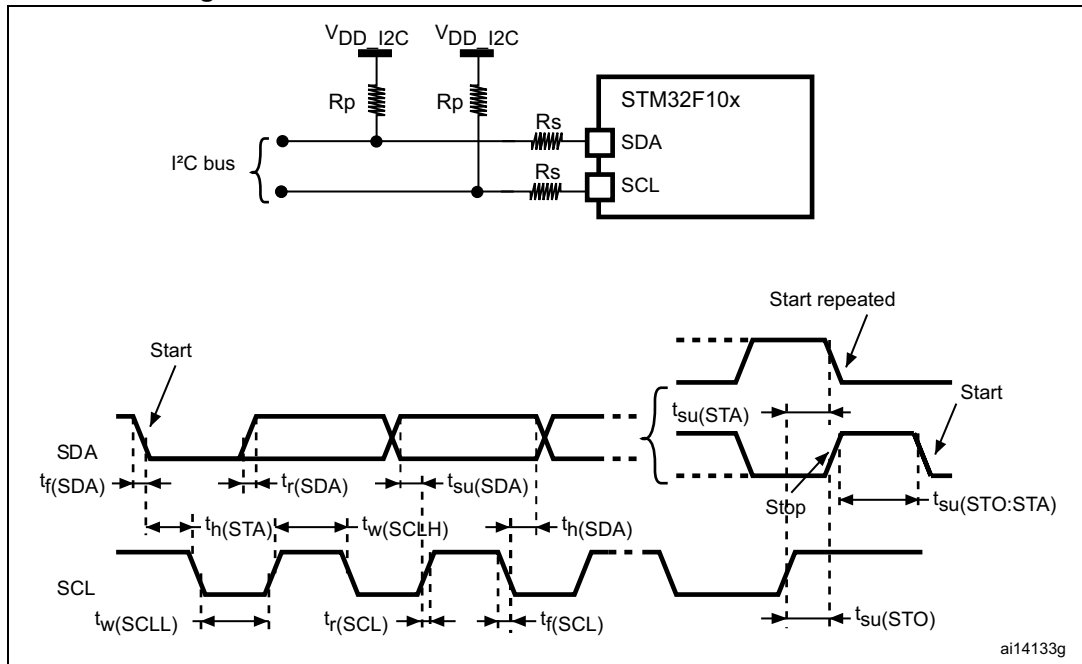 VDD_I2C
VDD_I2C
Rp
Rp
STM32F10x
Rs
SDA
I²C bus
Rs
SCL
Start repeated
Start
Start
tsu(STA)
SDA
tf(SDA)
tr(SDA)
tsu(SDA)
Stop
tsu(STO:STA)
th(STA)
tw(SCLH)
th(SDA)
SCL
tw(SCLL)
tr(SCL)
tf(SCL)
tsu(STO)
ai14133g